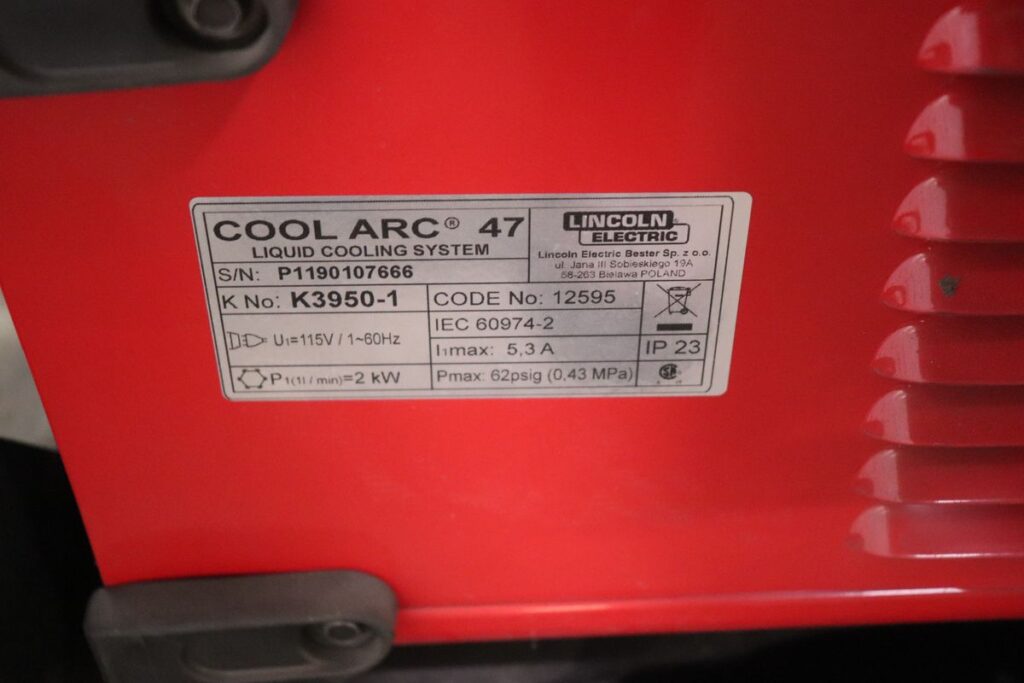 COOL ARC® 47
LIQUID COOLING SYSTEM
LINCOLN®
ELECTRIC
Lincoln Electric Bester Sp. z o.o.
ul. Jana III Sobieskiego 19A
58-263 Bielawa POLAND
S/N: P1190107666
K No: K3950-1
CODE No: 12595
IEC 60974-2
U1=115V / 1~60Hz
I1max: 5,3 A
IP 23
P1(1l / min)=2 kW
Pmax: 62psig (0,43 MPa)